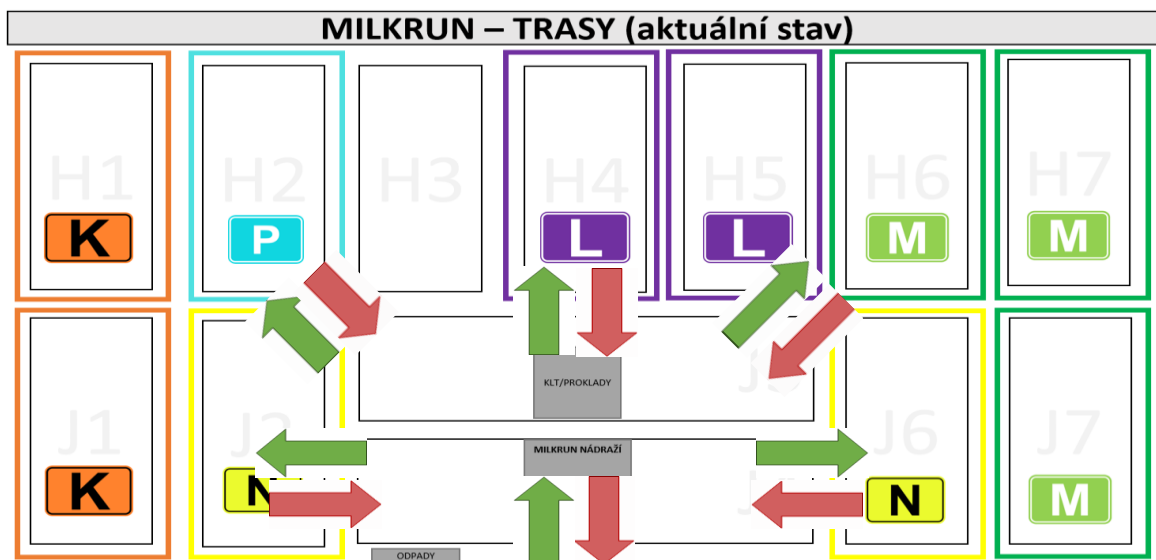 MILKRUN – TRASY (aktuální stav)
H1 H2 H3 H4 H5 H6 H7
K P L L M M
KLT/PROKLADY
J1 J2 J6 J7
MILKRUN NÁDRAŽÍ
K N N M
ODPADY